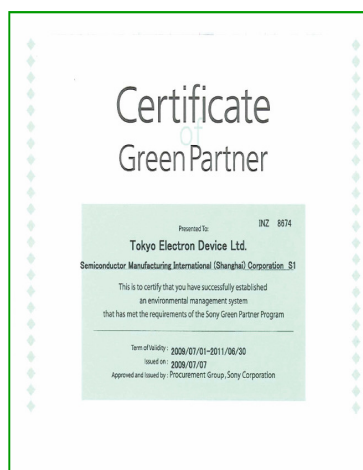 Certificate
of
Green Partner
Presented To: INZ 8674
Tokyo Electron Device Ltd.
Semiconductor Manufacturing International (Shanghai) Corporation S1
This is to certify that you have successfully established
an environmental management system
that has met the requirements of the Sony Green Partner Program
Term of Validity : 2009/07/01-2011/06/30
Issued on : 2009/07/07
Approved and Issued by : Procurement Group, Sony Corporation